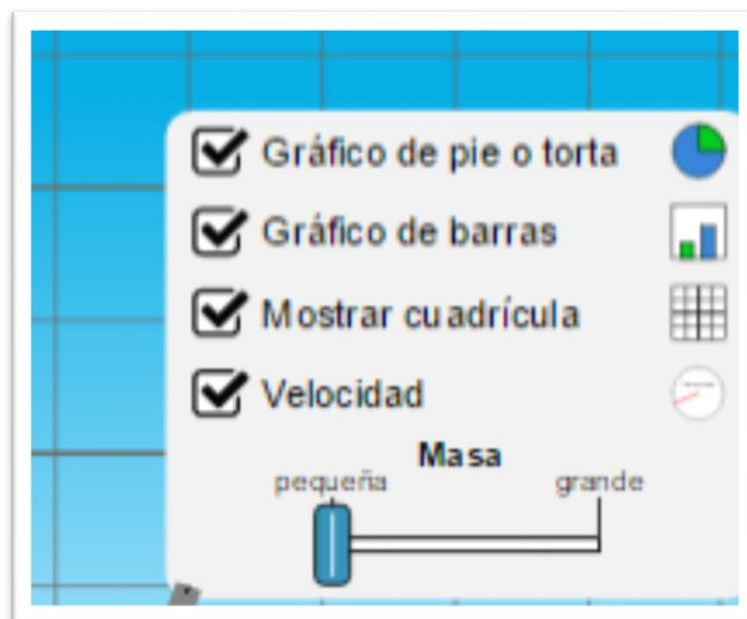 Gráfico de pie o torta
Gráfico de barras
Mostrar cuadrícula
Velocidad
Masa
pequeña grande